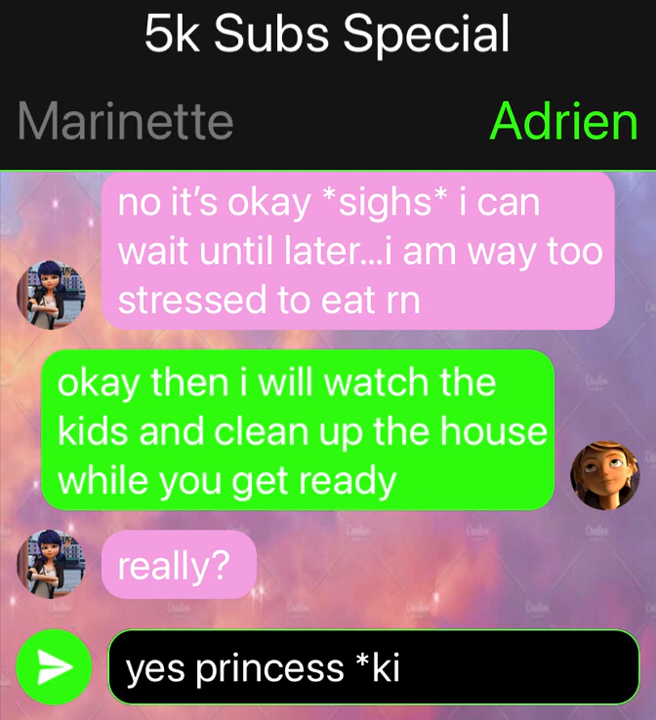 5k Subs Special
Marinette Adrien
no it’s okay *sighs* i can
wait until later...i am way too
stressed to eat rn
okay then i will watch the
kids and clean up the house
while you get ready
really?
yes princess *ki